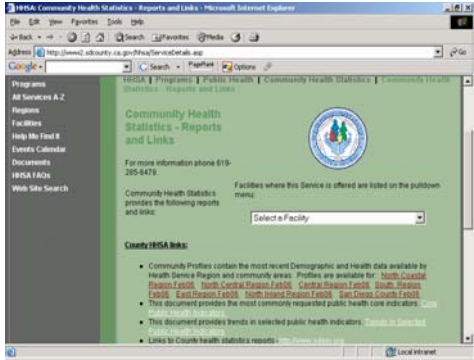 HHSA: Community Health Statistics - Reports and Links - Microsoft Internet Explorer
File Edit View Favorites Tools Help
Back Search Favorites Media
Address http://www2.sdcounty.ca.gov/hhsa/ServiceDetails.asp Go
Google Search PageRank Options
HHSA | Programs | Public Health | Community Health Statistics | Community Health
Statistics - Reports and Links
Programs
All Services A-Z
Regions
Facilities
Help Me Find It
Events Calendar
Documents
HHSA FAQs
Web Site Search
Community Health
Statistics - Reports
and Links
For more information phone 619-
285-6479.
Community Health Statistics
provides the following reports
and links:
Facilities where this Service is offered are listed on the pulldown
menu:
Select a Facility
County HHSA links:
Community Profiles contain the most recent Demographic and Health data available by
Health Service Region and community areas. Profiles are available for: North Coastal
Region Feb06 North Central Region Feb06 Central Region Feb06 South Region
Feb06 East Region Feb06 North Inland Region Feb06 San Diego County Feb06
This document provides the most commonly requested public health core indicators: Core
Public Health Indicators
This document provides trends in selected public health indicators: Trends in Selected
Public Health Indicators
Links to County health statistics reports -
Local intranet